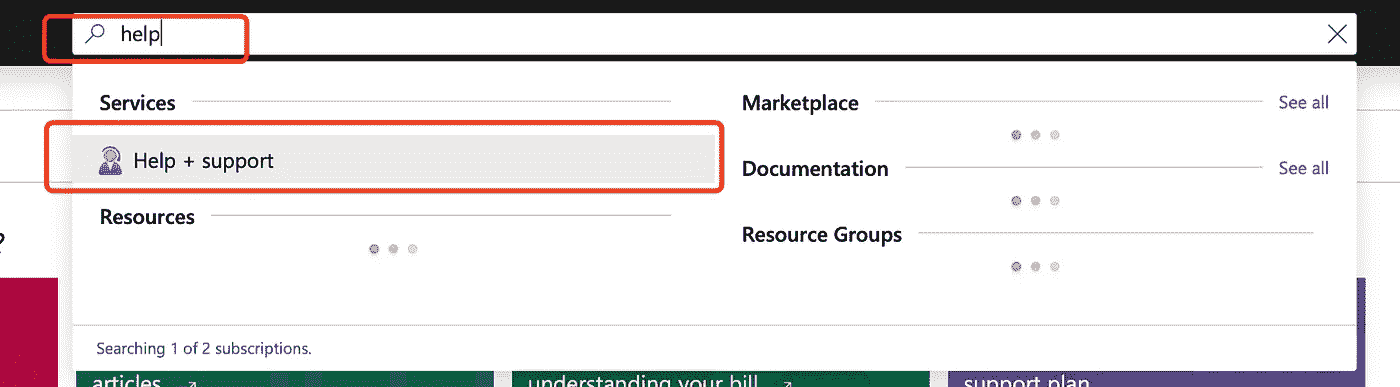 help
Services
Help + support
Resources
Marketplace See all
Documentation See all
Resource Groups
Searching 1 of 2 subscriptions.
?
articles understanding your bill support plan